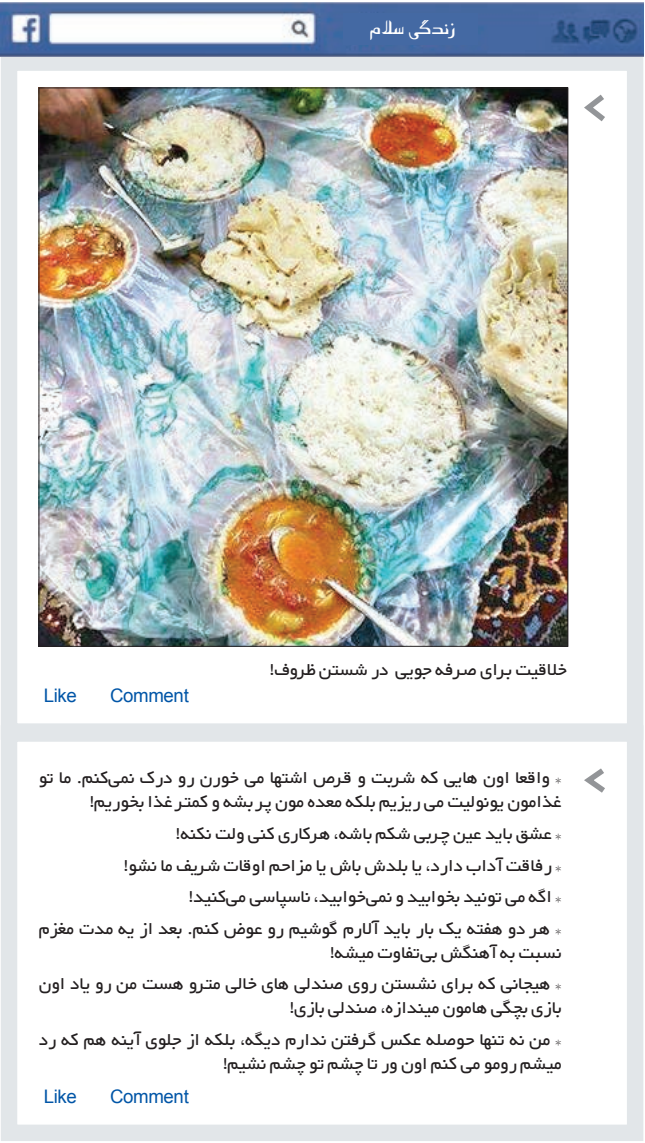 زندگی سلام
خلاقیت برای صرفه جویی در شستن ظروف!
Like Comment
* واقعا اون هایی که شربت و قرص اشتها می خورن رو درک نمی‌کنم. ما تو
غذامون یونولیت می ریزیم بلکه معده مون پر بشه و کمتر غذا بخوریم!
* عشق باید عین چربی شکم باشه، هرکاری کنی ولت نکنه!
* رفاقت آداب دارد، یا بلدش باش یا مزاحم اوقات شریف ما نشو!
* اگه می تونید بخوابید و نمی‌خوابید، ناسپاسی می‌کنید!
* هر دو هفته یک بار باید آلارم گوشیم رو عوض کنم. بعد از یه مدت مغزم
نسبت به آهنگش بی‌تفاوت میشه!
* هیجانی که برای نشستن روی صندلی های خالی مترو هست من رو یاد اون
بازی بچگی هامون میندازه، صندلی بازی!
* من نه تنها حوصله عکس گرفتن ندارم دیگه، بلکه از جلوی آینه هم که رد
میشم رومو می کنم اون ور تا چشم تو چشم نشیم!
Like Comment